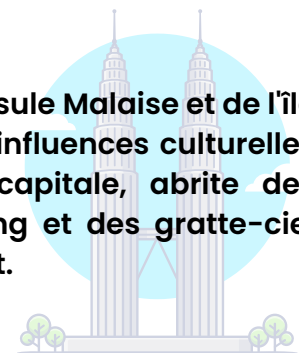 sule Malaise et de l'îl
influences culturelle
capitale, abrite de
ng et des gratte-cie
t.